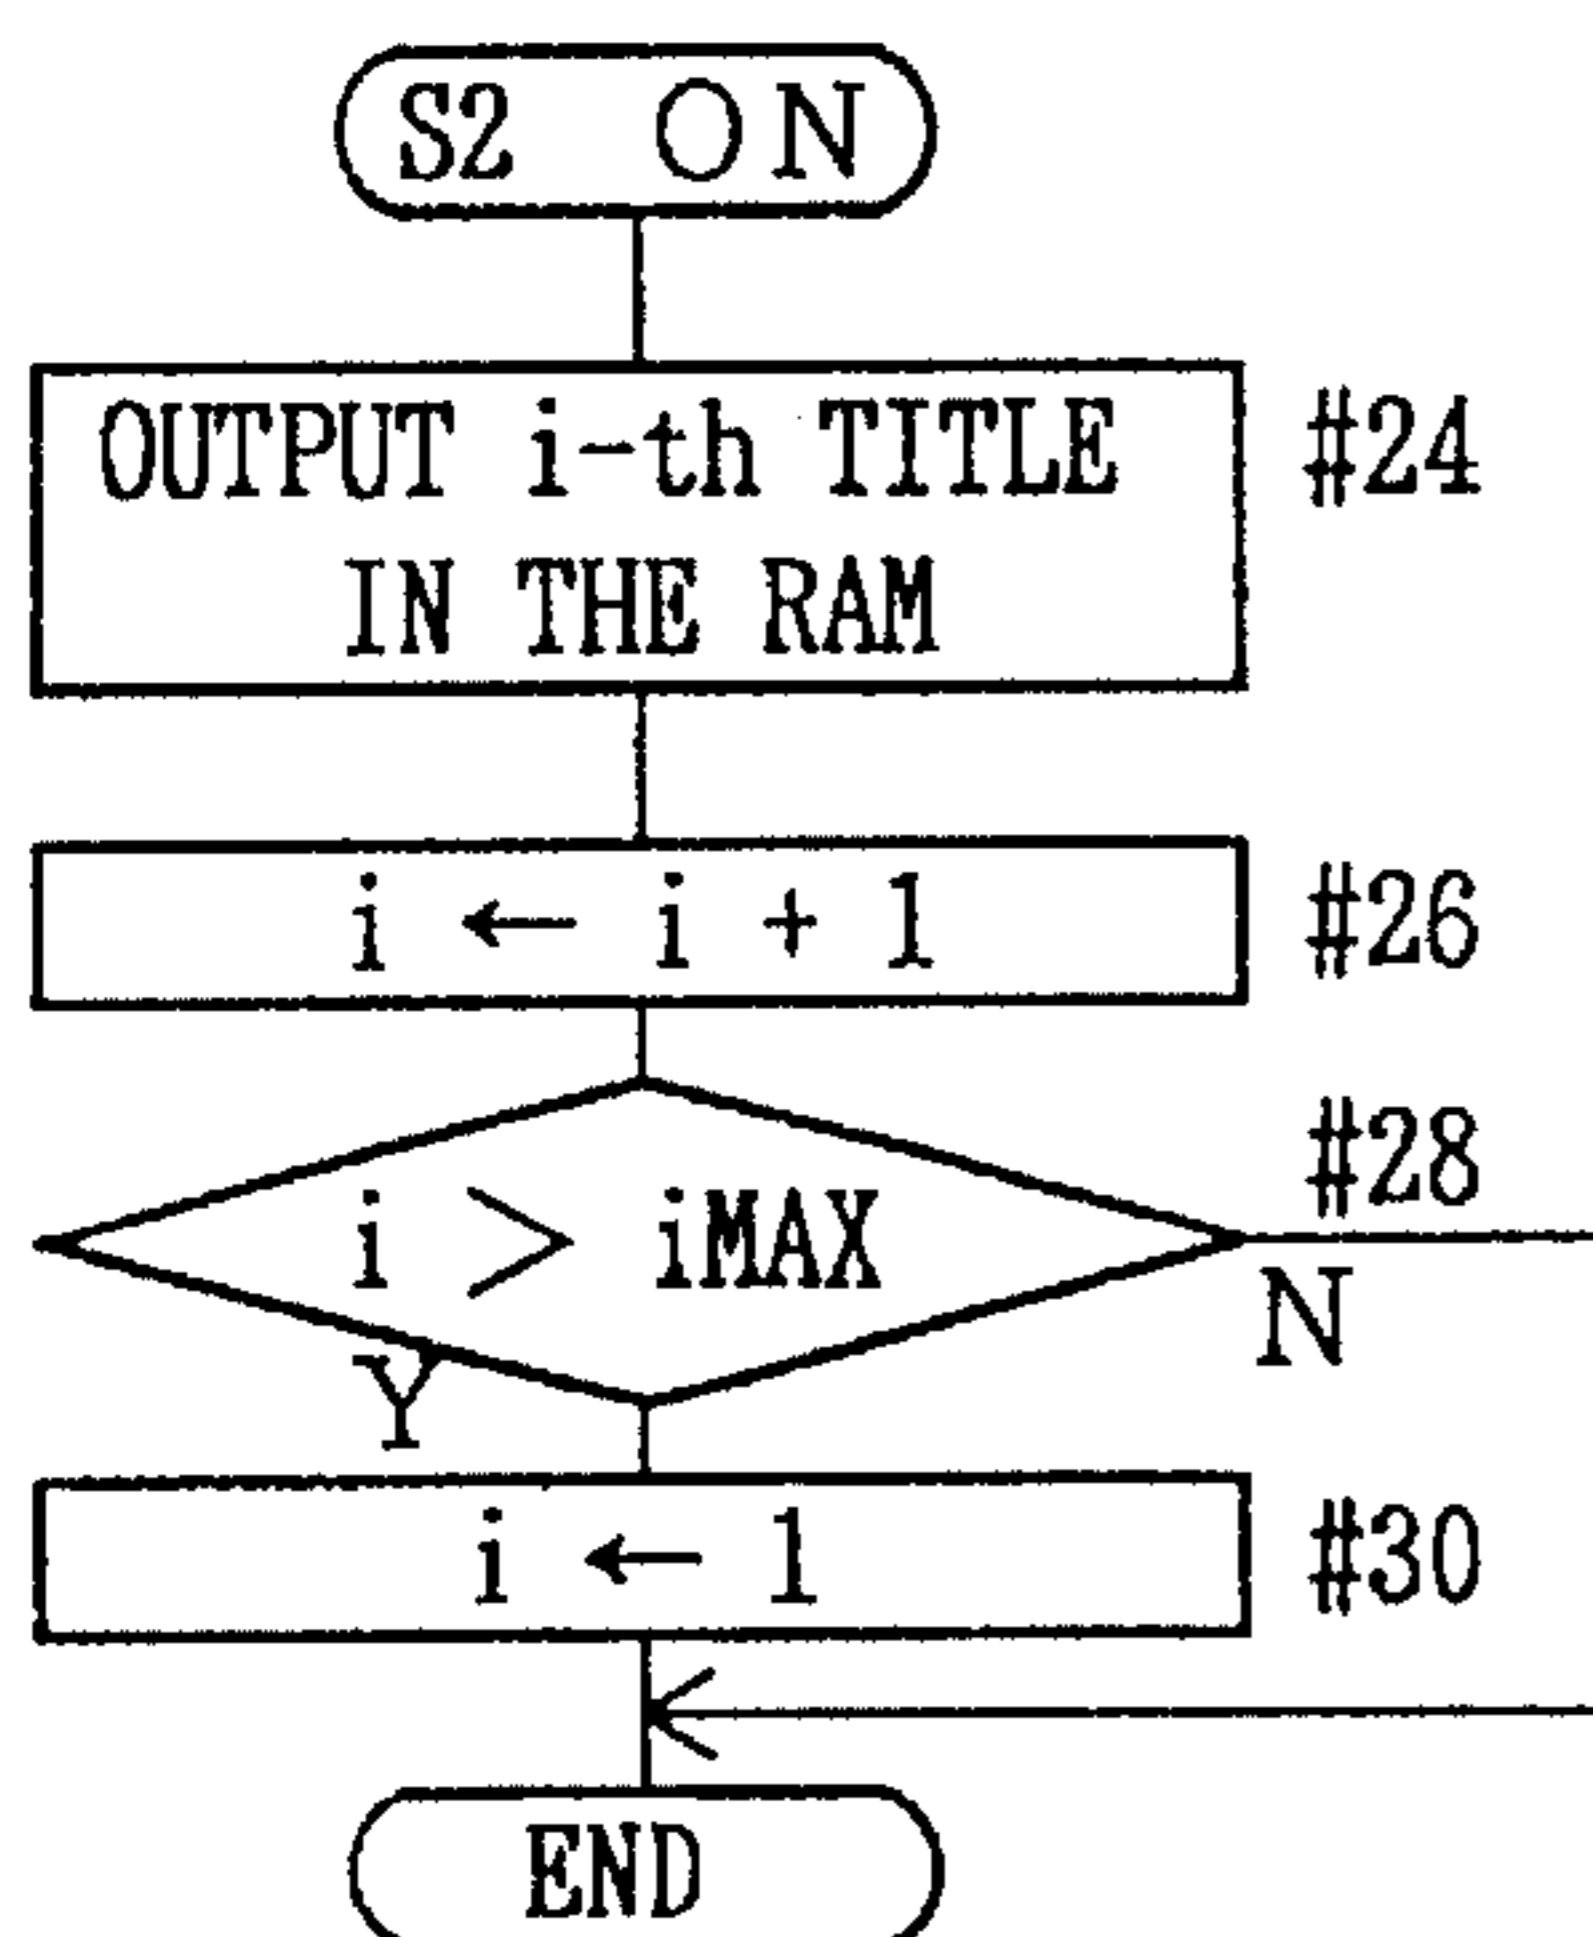 S2 ON
OUTPUT i-th TITLE
IN THE RAM
#24
i ← i + 1
#26
#28
i > iMAX
N
Y
i ← 1
#30
END